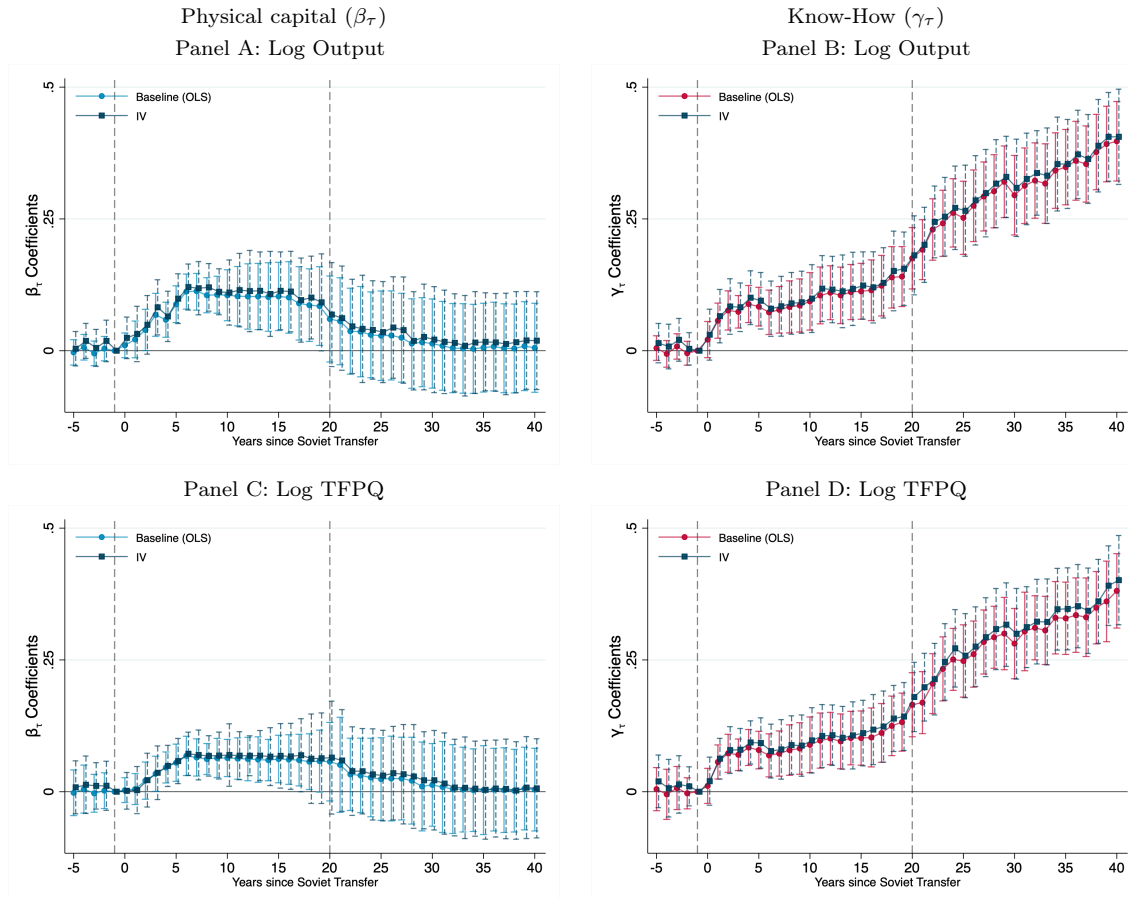 Physical capital (βτ)
Know-How (γτ)
Panel A: Log Output
Panel B: Log Output
.5
Baseline (OLS)
IV
.25
0
βτ Coefficients
-5 0 5 10 15 20 25 30 35 40
Years since Soviet Transfer
.5
Baseline (OLS)
IV
.25
0
γτ Coefficients
-5 0 5 10 15 20 25 30 35 40
Years since Soviet Transfer
Panel C: Log TFPQ
Panel D: Log TFPQ
.5
Baseline (OLS)
IV
.25
0
βτ Coefficients
-5 0 5 10 15 20 25 30 35 40
Years since Soviet Transfer
.5
Baseline (OLS)
IV
.25
0
γτ Coefficients
-5 0 5 10 15 20 25 30 35 40
Years since Soviet Transfer